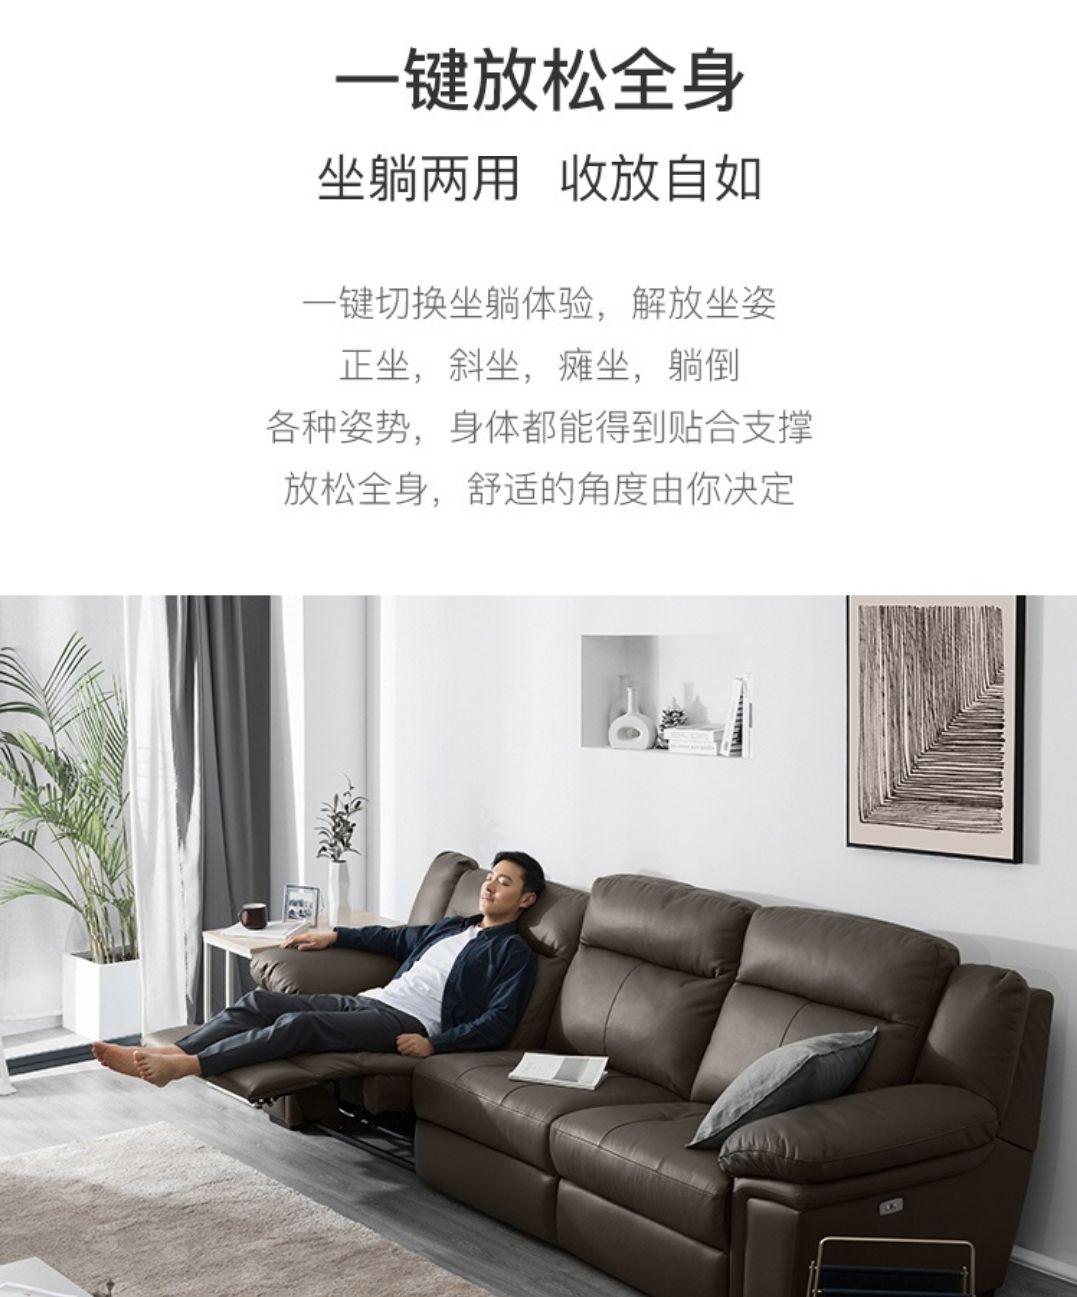 一键放松全身
坐躺两用 收放自如
一键切换坐躺体验，解放坐姿
正坐，斜坐，瘫坐，躺倒
各种姿势，身体都能得到贴合支撑
放松全身，舒适的角度由你决定